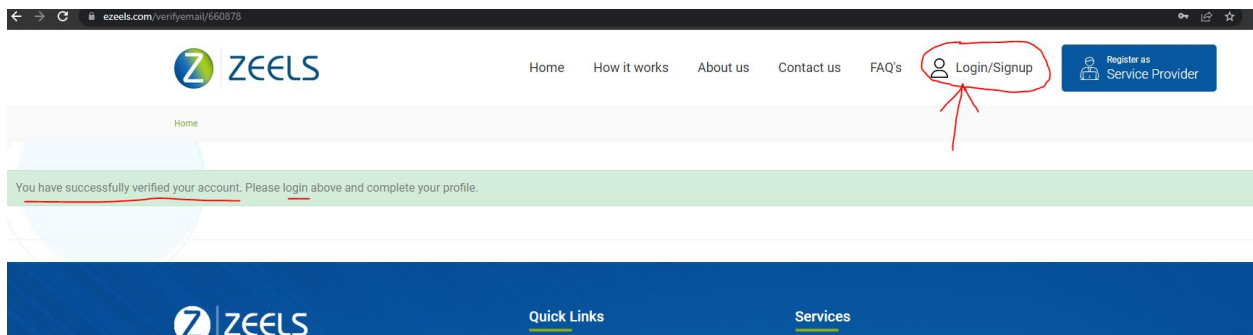 ezeels.com/verifyemail/660878
Z ZEELS
Home How it works About us Contact us FAQ's Login/Signup Register as Service Provider
Home
You have successfully verified your account. Please login above and complete your profile.
Z ZEELS Quick Links Services